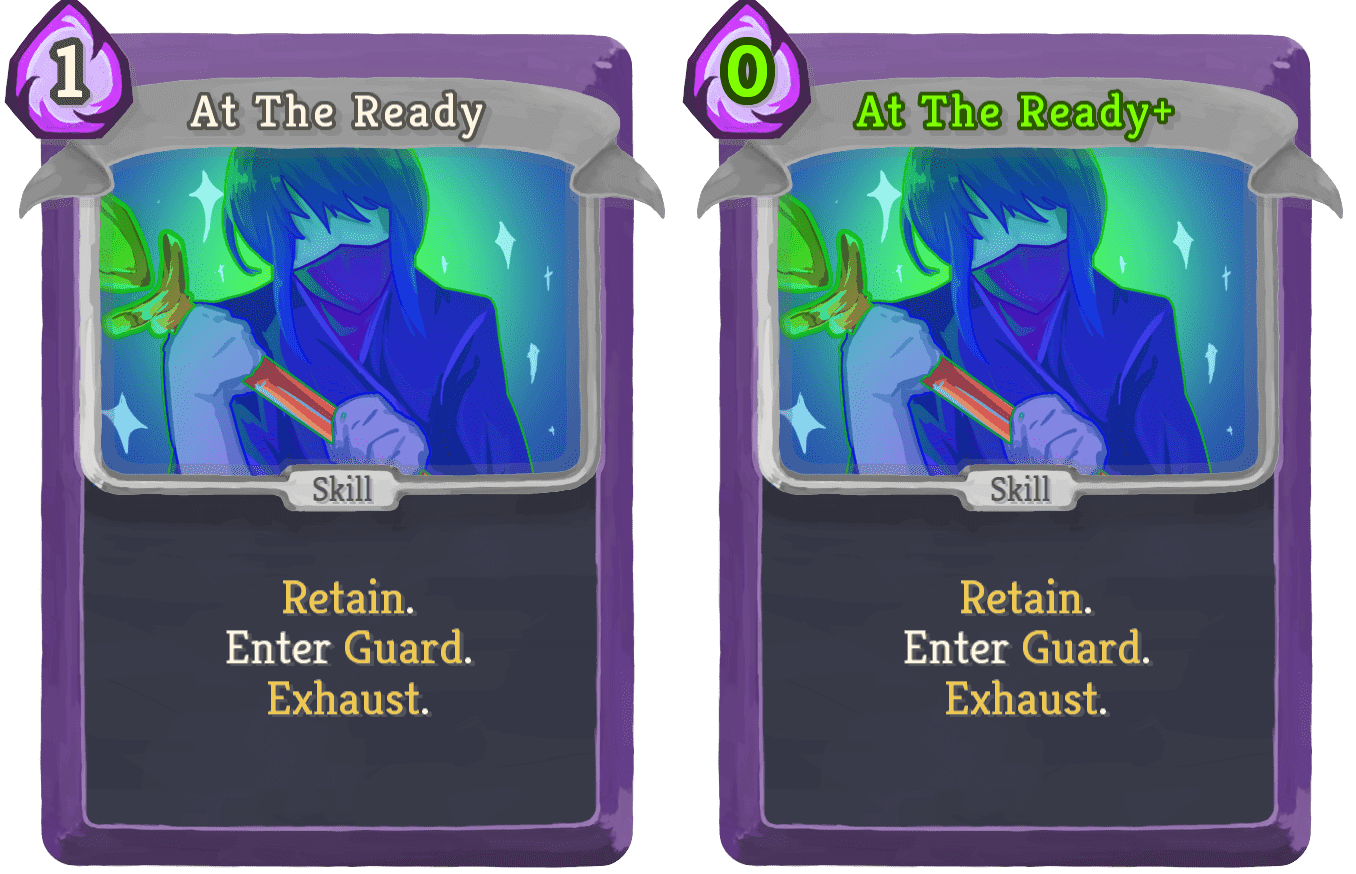 1
At The Ready
Skill
Retain.
Enter Guard.
Exhaust.
0
At The Ready+
Skill
Retain.
Enter Guard.
Exhaust.